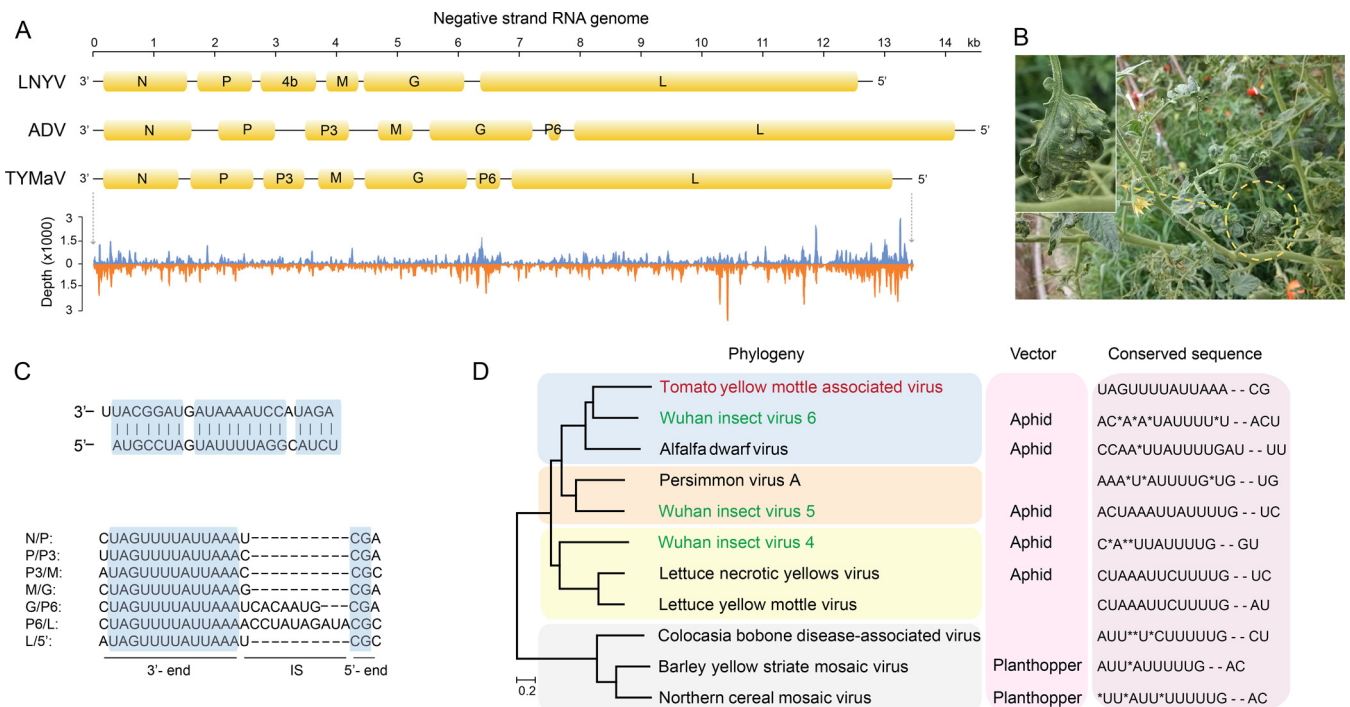 A
Negative strand RNA genome
0 1 2 3 4 5 6 7 8 9 10 11 12 13 14 kb
LNYV 3' N P 4b M G L 5'
ADV 3' N P P3 M G P6 L 5'
TYMaV 3' N P P3 M G P6 L 5'
Depth (x1000)
3
1.5
0
1.5
3
B
C
3'– UUACGGAUGAUAAAAUCCAUAGA
5'– AUGCCUAGUAUUUUAGGCAUCU
N/P: CUAGUUUUAUUAAAU----------CGA
P/P3: UUAGUUUUAUUAAAC----------CGA
P3/M: AUAGUUUUAUUAAAC----------CGC
M/G: CUAGUUUUAUUAAAG----------CGA
G/P6: CUAGUUUUAUUAAAUCACAAUG---CGA
P6/L: CUAGUUUUAUUAAAACCUAUAGAUACGC
L/5': AUAGUUUUAUUAAAU----------CGC
3'- end IS 5'- end
D
Phylogeny Vector Conserved sequence
Tomato yellow mottle associated virus UAGUUUUAUUAAA - - CG
Wuhan insect virus 6 Aphid AC*A*A*UAUUUU*U - - ACU
Alfalfa dwarf virus Aphid CCAA*UUAUUUUGAU - - UU
Persimmon virus A AAA*U*AUUUUG*UG - - UG
Wuhan insect virus 5 Aphid ACUAAAUUAUUUUG - - UC
Wuhan insect virus 4 Aphid C*A**UUAUUUUG - - GU
Lettuce necrotic yellows virus Aphid CUAAAUUCUUUUG - - UC
Lettuce yellow mottle virus CUAAAUUCUUUUG - - AU
Colocasia bobone disease-associated virus AUU**U*CUUUUUG - - CU
Barley yellow striate mosaic virus Planthopper AUU*AUUUUUG - - AC
Northern cereal mosaic virus Planthopper *UU*AUU*UUUUUG - - AC
0.2